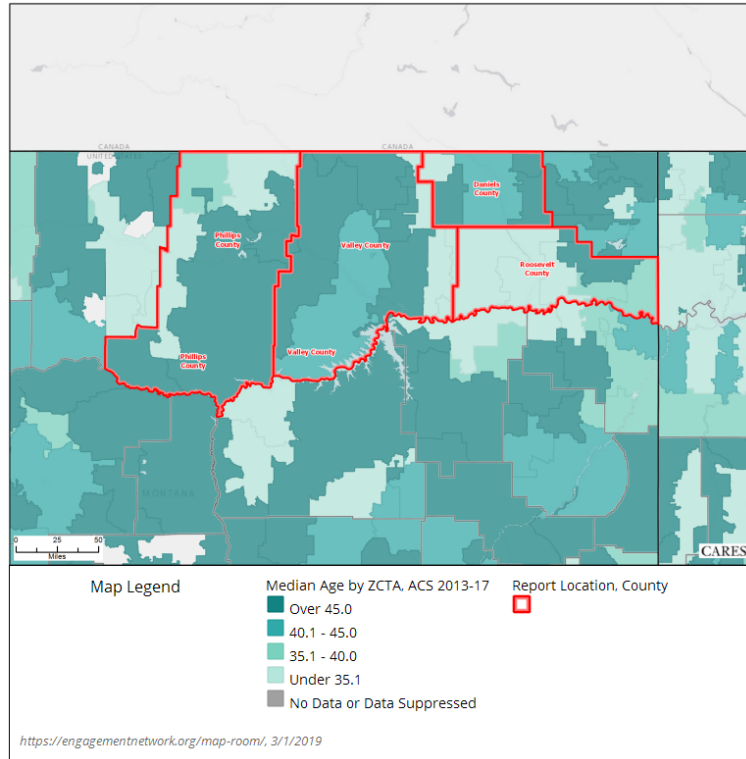 CANADA
UNITED STATES
CANADA
Daniels
County
Phillips
County
Valley County
Roosevelt
County
Phillips
County
Valley County
MONTANA
0 25 50
Miles
CARES
Map Legend
Median Age by ZCTA, ACS 2013-17
Over 45.0
40.1 - 45.0
35.1 - 40.0
Under 35.1
No Data or Data Suppressed
Report Location, County
https://engagementnetwork.org/map-room/, 3/1/2019